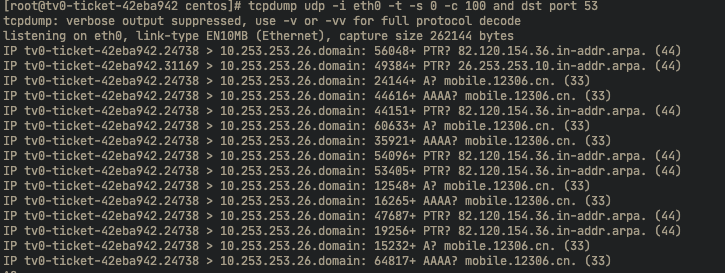 [root@tv0-ticket-42eba942 centos]# tcpdump udp -i eth0 -t -s 0 -c 100 and dst port 53
tcpdump: verbose output suppressed, use -v or -vv for full protocol decode
listening on eth0, link-type EN10MB (Ethernet), capture size 262144 bytes
IP tv0-ticket-42eba942.24738 > 10.253.253.26.domain: 56048+ PTR? 82.120.154.36.in-addr.arpa. (44)
IP tv0-ticket-42eba942.31169 > 10.253.253.26.domain: 49384+ PTR? 26.253.253.10.in-addr.arpa. (44)
IP tv0-ticket-42eba942.24738 > 10.253.253.26.domain: 24144+ A? mobile.12306.cn. (33)
IP tv0-ticket-42eba942.24738 > 10.253.253.26.domain: 44616+ AAAA? mobile.12306.cn. (33)
IP tv0-ticket-42eba942.24738 > 10.253.253.26.domain: 44151+ PTR? 82.120.154.36.in-addr.arpa. (44)
IP tv0-ticket-42eba942.24738 > 10.253.253.26.domain: 60633+ A? mobile.12306.cn. (33)
IP tv0-ticket-42eba942.24738 > 10.253.253.26.domain: 35921+ AAAA? mobile.12306.cn. (33)
IP tv0-ticket-42eba942.24738 > 10.253.253.26.domain: 54096+ PTR? 82.120.154.36.in-addr.arpa. (44)
IP tv0-ticket-42eba942.24738 > 10.253.253.26.domain: 53405+ PTR? 82.120.154.36.in-addr.arpa. (44)
IP tv0-ticket-42eba942.24738 > 10.253.253.26.domain: 12548+ A? mobile.12306.cn. (33)
IP tv0-ticket-42eba942.24738 > 10.253.253.26.domain: 16265+ AAAA? mobile.12306.cn. (33)
IP tv0-ticket-42eba942.24738 > 10.253.253.26.domain: 47687+ PTR? 82.120.154.36.in-addr.arpa. (44)
IP tv0-ticket-42eba942.24738 > 10.253.253.26.domain: 19256+ PTR? 82.120.154.36.in-addr.arpa. (44)
IP tv0-ticket-42eba942.24738 > 10.253.253.26.domain: 15232+ A? mobile.12306.cn. (33)
IP tv0-ticket-42eba942.24738 > 10.253.253.26.domain: 64817+ AAAA? mobile.12306.cn. (33)